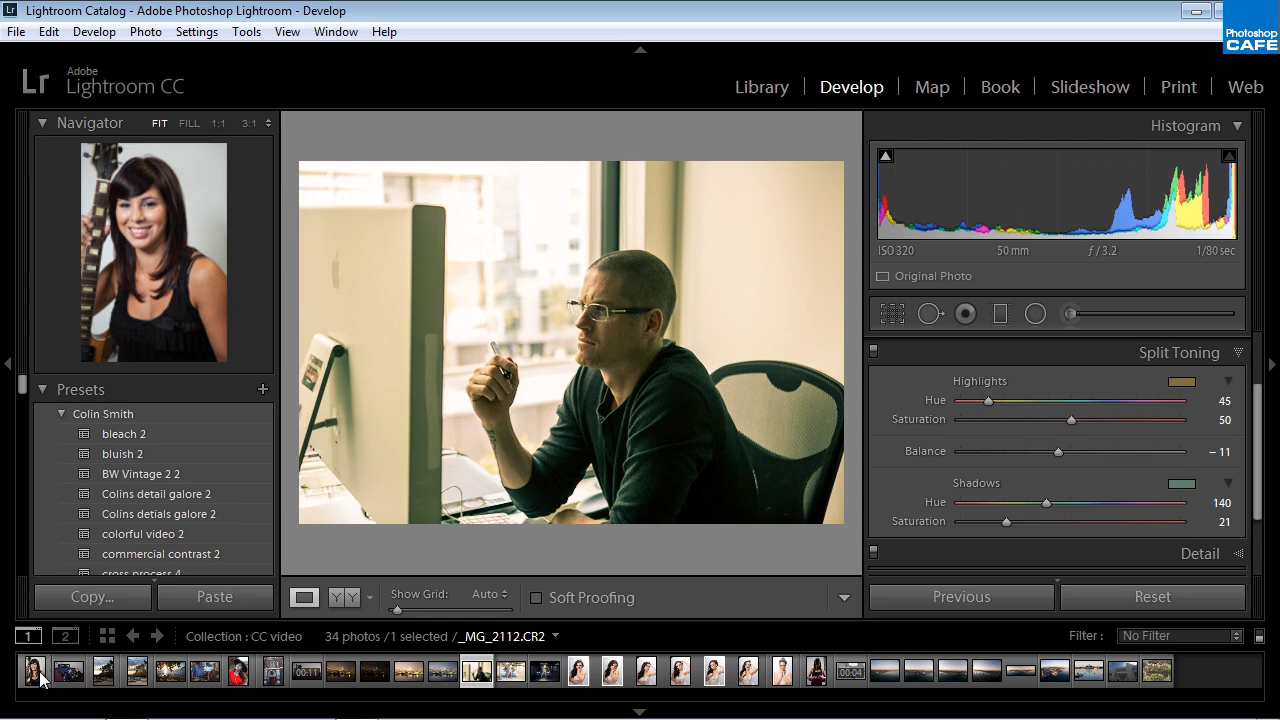 Lightroom Catalog - Adobe Photoshop Lightroom - Develop
File Edit Develop Photo Settings Tools View Window Help
Photoshop
CAFE
Lr Adobe
Lightroom CC
Library Develop Map Book Slideshow Print Web
Navigator FIT FILL 1:1 3:1
Histogram
ISO 320 50 mm ƒ / 3.2 1/80 sec
Original Photo
Split Toning
Highlights
Hue 45
Saturation 50
Balance – 11
Shadows
Hue 140
Saturation 21
Detail
Presets +
Colin Smith
bleach 2
bluish 2
BW Vintage 2 2
Colins detail galore 2
Colins detials galore 2
colorful video 2
commercial contrast 2
cross process 4
Copy... Paste
Show Grid: Auto Soft Proofing
Previous Reset
1 2 Collection : CC video 34 photos /1 selected /_MG_2112.CR2 Filter : No Filter
00:11
00:04